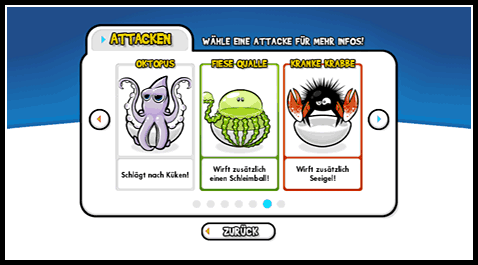 ATTACKEN
WÄHLE EINE ATTACKE FÜR MEHR INFOS!
OKTOPUS
FIESE QUALLE
KRANKE KRABBE
Schlägt nach Küken!
Wirft zusätzlich
einen Schleimball!
Wirft zusätzlich
Seeigel!
ZURÜCK